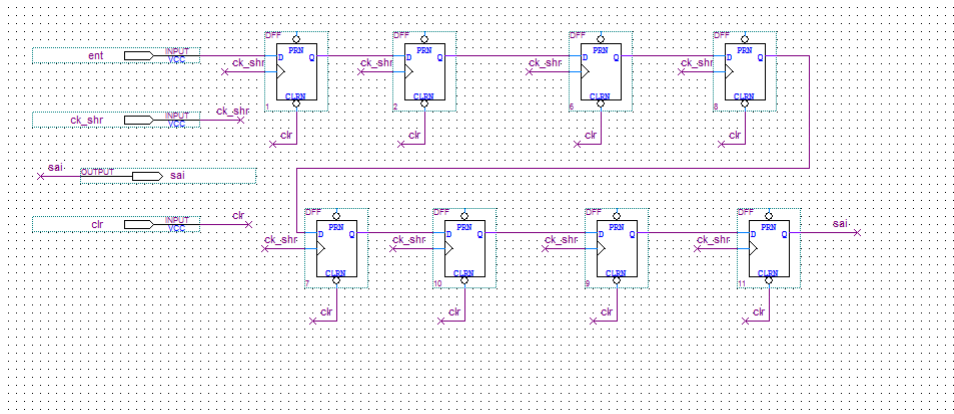 DFF DFF DFF DFF
ent INPUT VCC
PRN PRN PRN PRN
D Q D Q D Q D Q
ck_shr ck_shr ck_shr ck_shr
CLRN CLRN CLRN CLRN
1 2 6 8
ck_shr INPUT VCC ck_shr
clr clr clr clr
sai OUTPUT sai
clr INPUT VCC clr
DFF DFF DFF DFF
PRN PRN PRN PRN
D Q D Q D Q D Q sai
ck_shr ck_shr ck_shr ck_shr
CLRN CLRN CLRN CLRN
7 10 9 11
clr clr clr clr